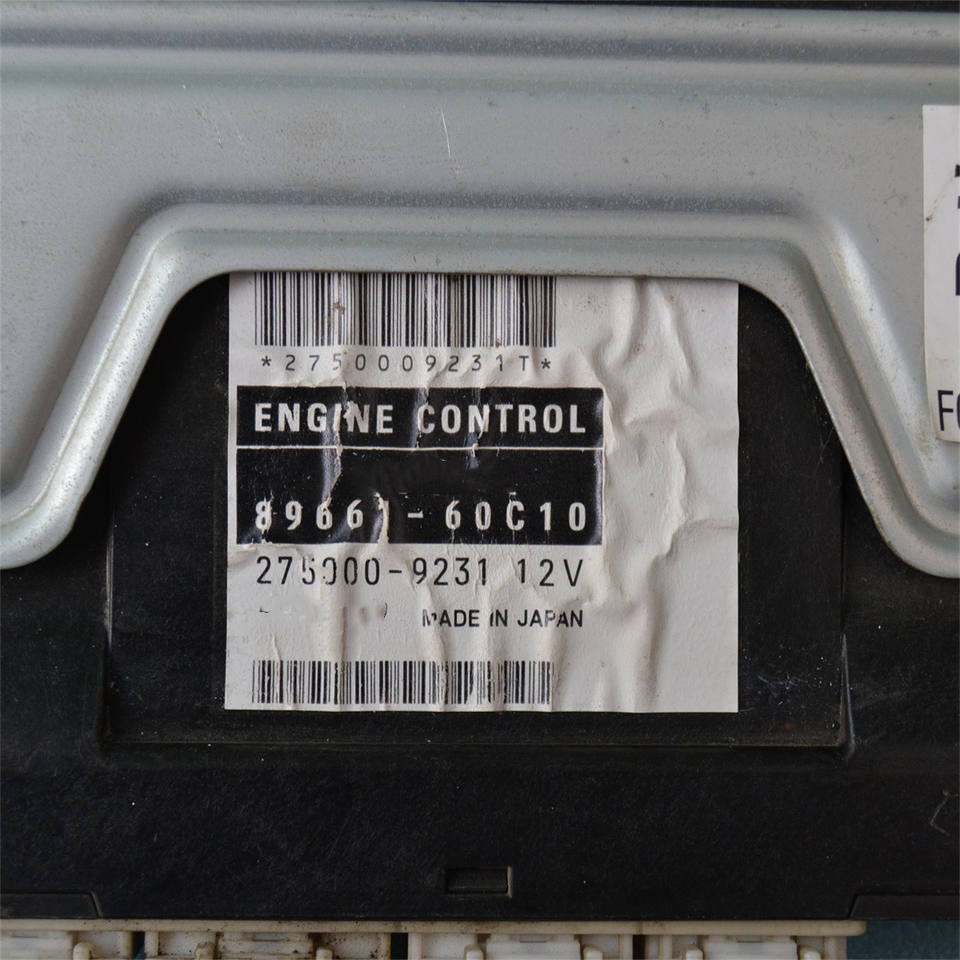 *2750009231T*
ENGINE CONTROL
89661-60C10
275000-9231 12V
MADE IN JAPAN